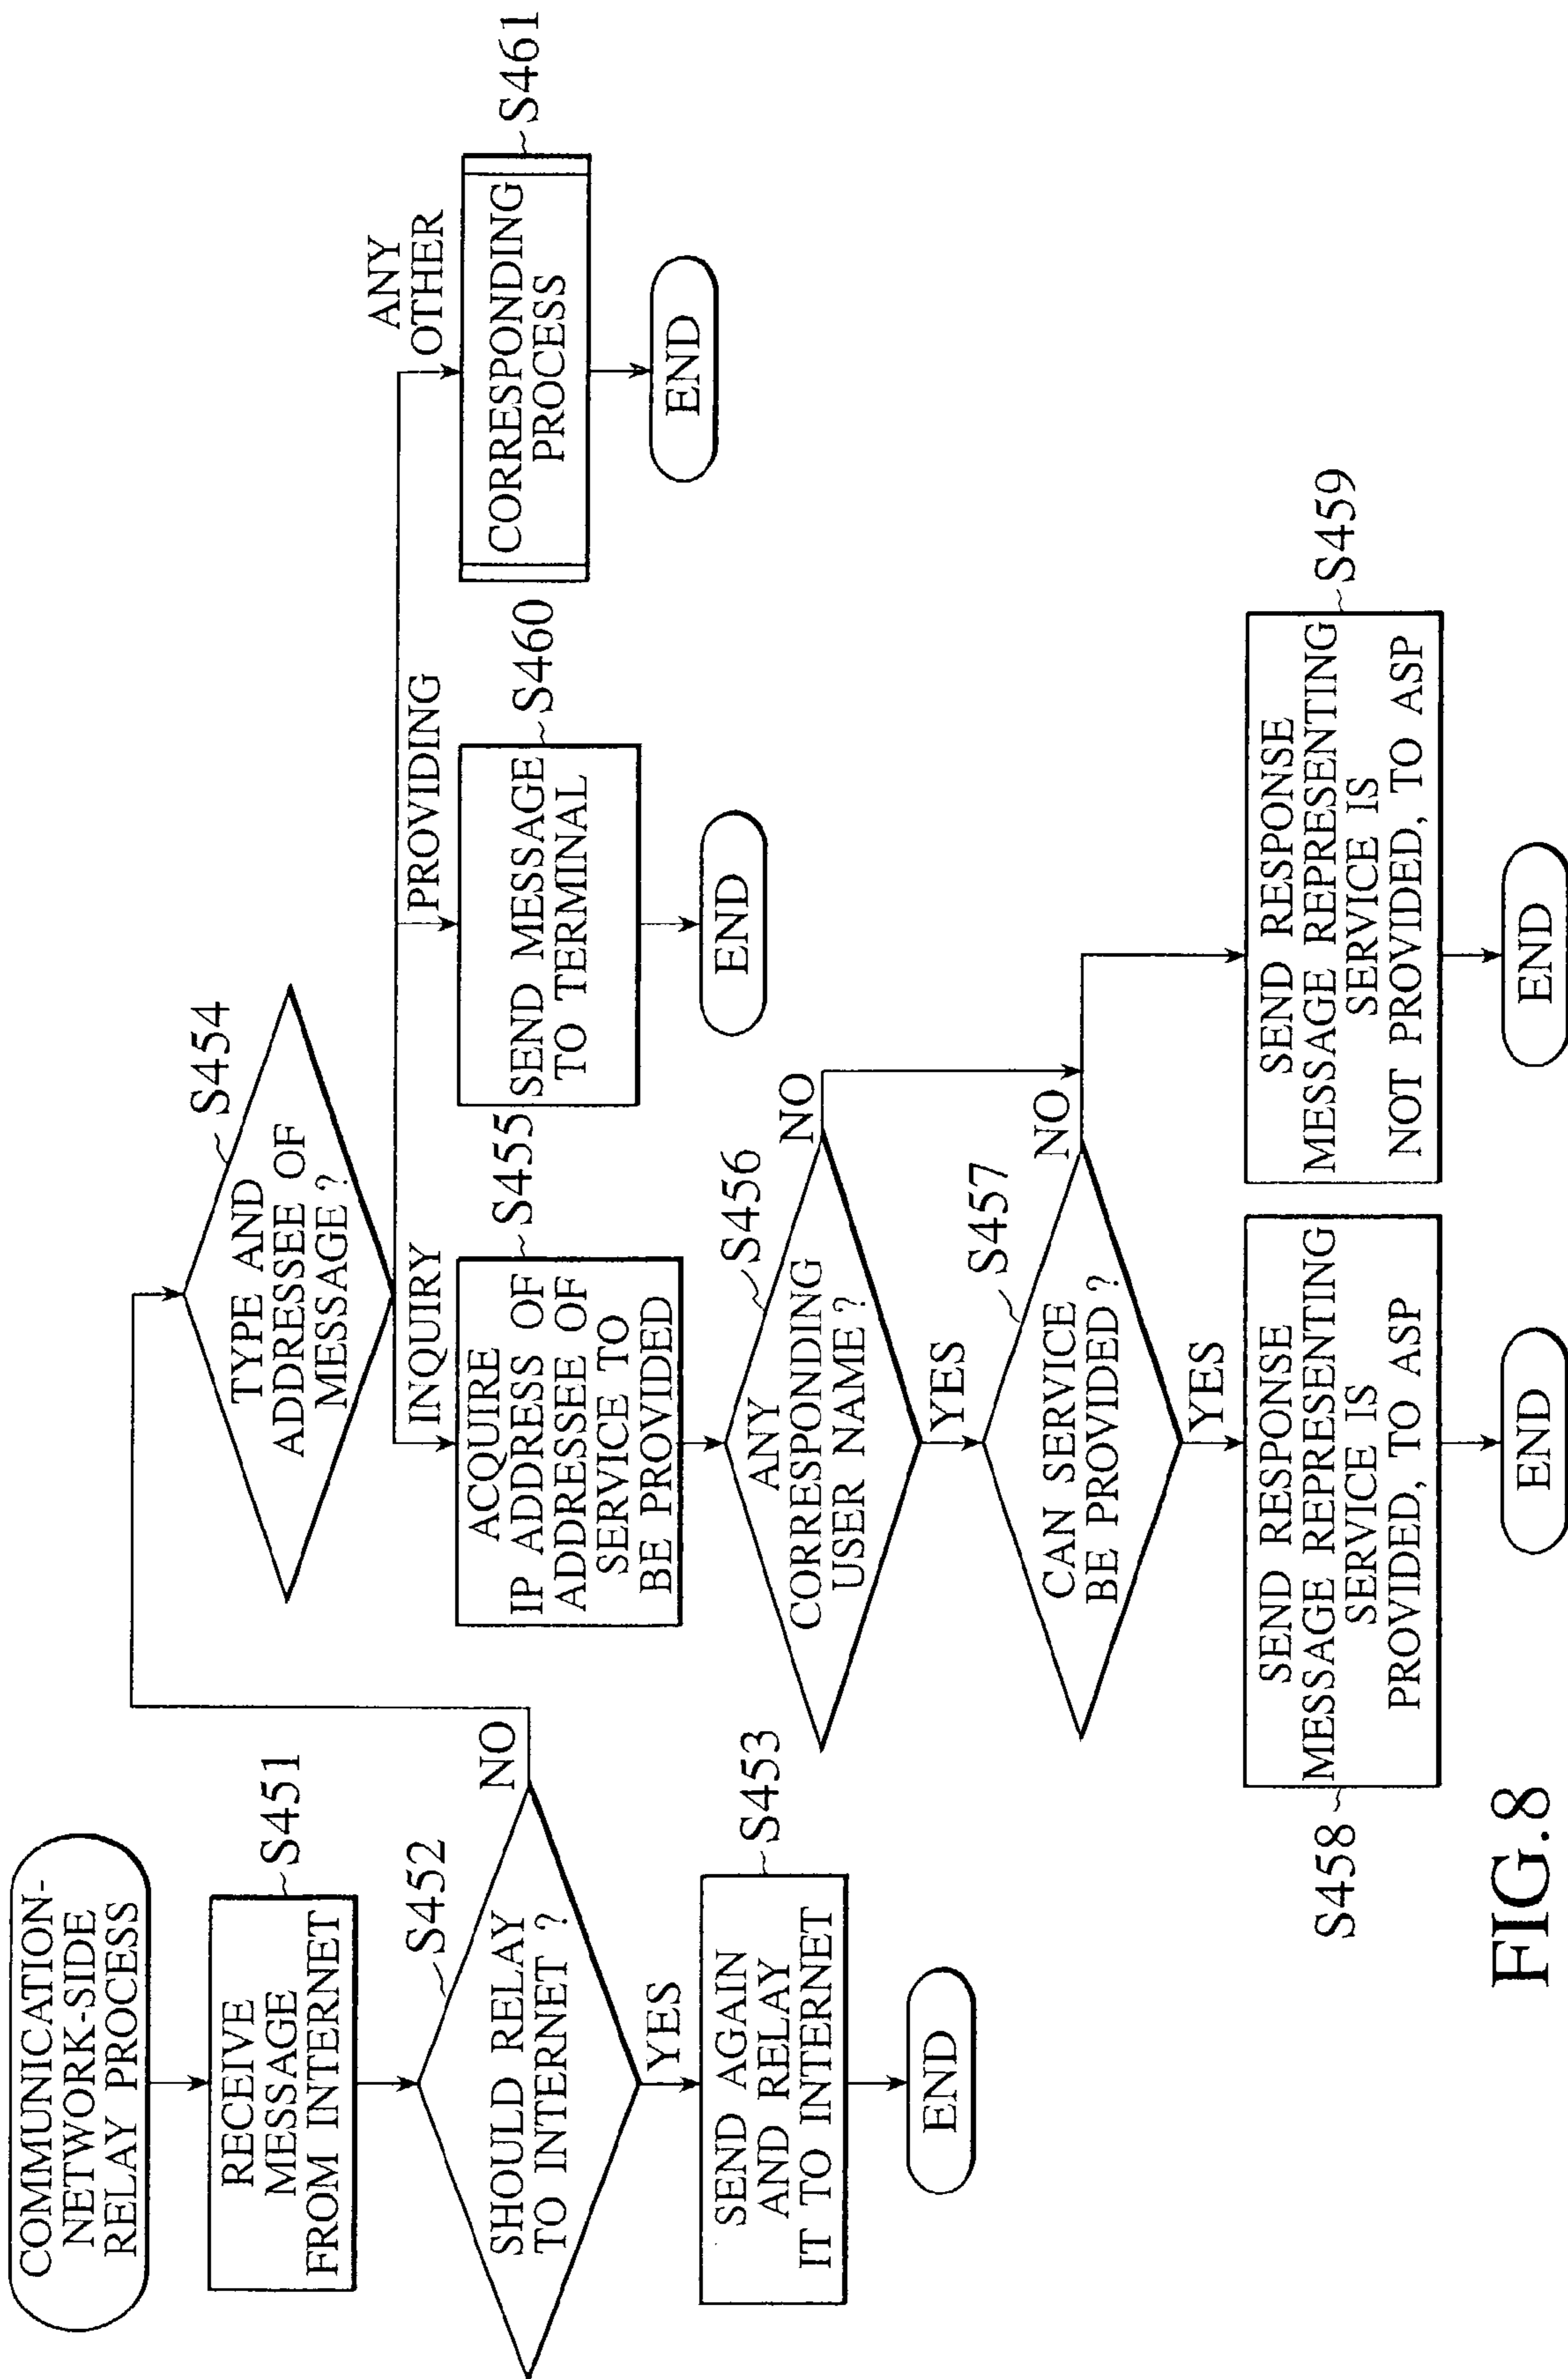 COMMUNICATION-
NETWORK-SIDE
RELAY PROCESS
RECEIVE
MESSAGE
FROM INTERNET
S451
SHOULD RELAY
TO INTERNET ?
S452
NO
YES
SEND AGAIN
AND RELAY
IT TO INTERNET
S453
END
TYPE AND
ADDRESSEE OF
MESSAGE ?
S454
INQUIRY
PROVIDING
ANY
OTHER
ACQUIRE
IP ADDRESS OF
ADDRESSEE OF
SERVICE TO
BE PROVIDED
S455
SEND MESSAGE
TO TERMINAL
S460
END
CORRESPONDING
PROCESS
S461
END
ANY
CORRESPONDING
USER NAME ?
S456
NO
YES
CAN SERVICE
BE PROVIDED ?
S457
NO
YES
SEND RESPONSE
MESSAGE REPRESENTING
SERVICE IS
PROVIDED, TO ASP
S458
END
SEND RESPONSE
MESSAGE REPRESENTING
SERVICE IS
NOT PROVIDED, TO ASP
S459
END
FIG.8